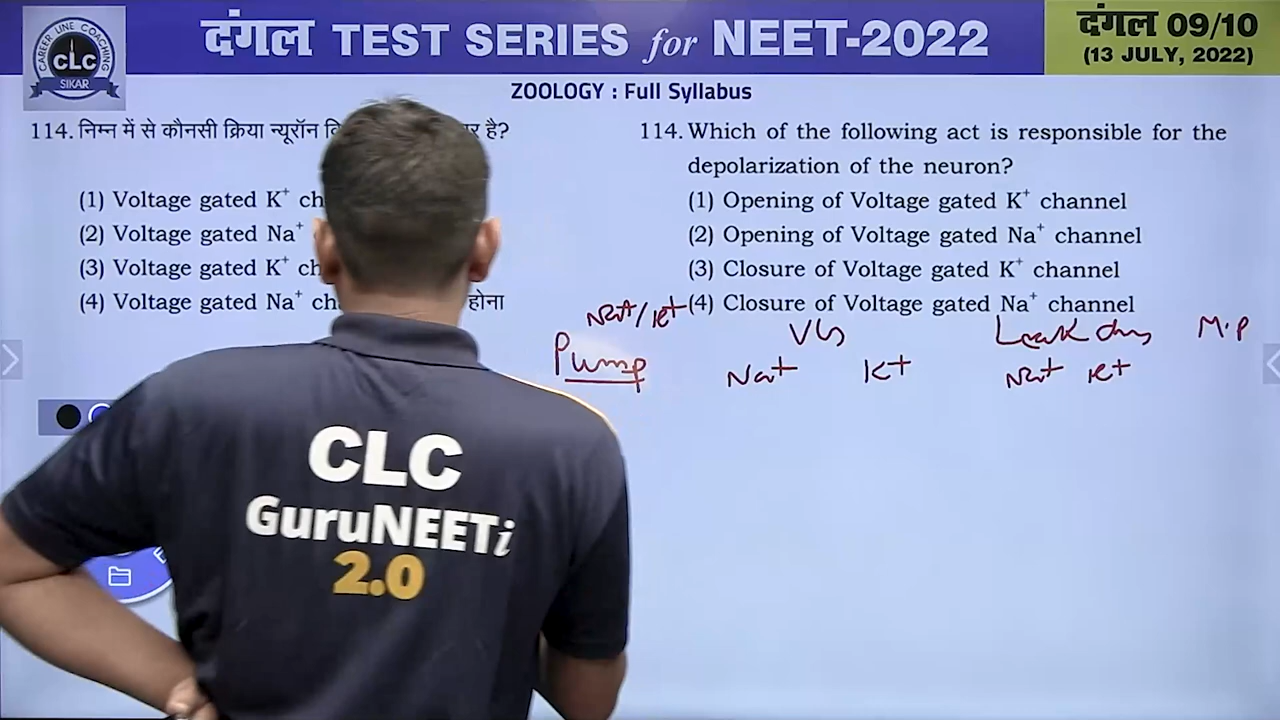 दंगल TEST SERIES for NEET-2022
दंगल 09/10
(13 JULY, 2022)
CAREER LINE COACHING
CLC
SIKAR
ZOOLOGY : Full Syllabus
114. निम्न में से कौनसी क्रिया न्यूरॉन है?
(1) Voltage gated K⁺
(2) Voltage gated Na⁺
(3) Voltage gated K⁺
(4) Voltage gated Na⁺ होना
114. Which of the following act is responsible for the
depolarization of the neuron?
(1) Opening of Voltage gated K⁺ channel
(2) Opening of Voltage gated Na⁺ channel
(3) Closure of Voltage gated K⁺ channel
(4) Closure of Voltage gated Na⁺ channel
Na⁺/K⁺
Pump
VG
Na⁺ K⁺
Leak
Na⁺ K⁺
M.P
CLC
GuruNEETi
2.0